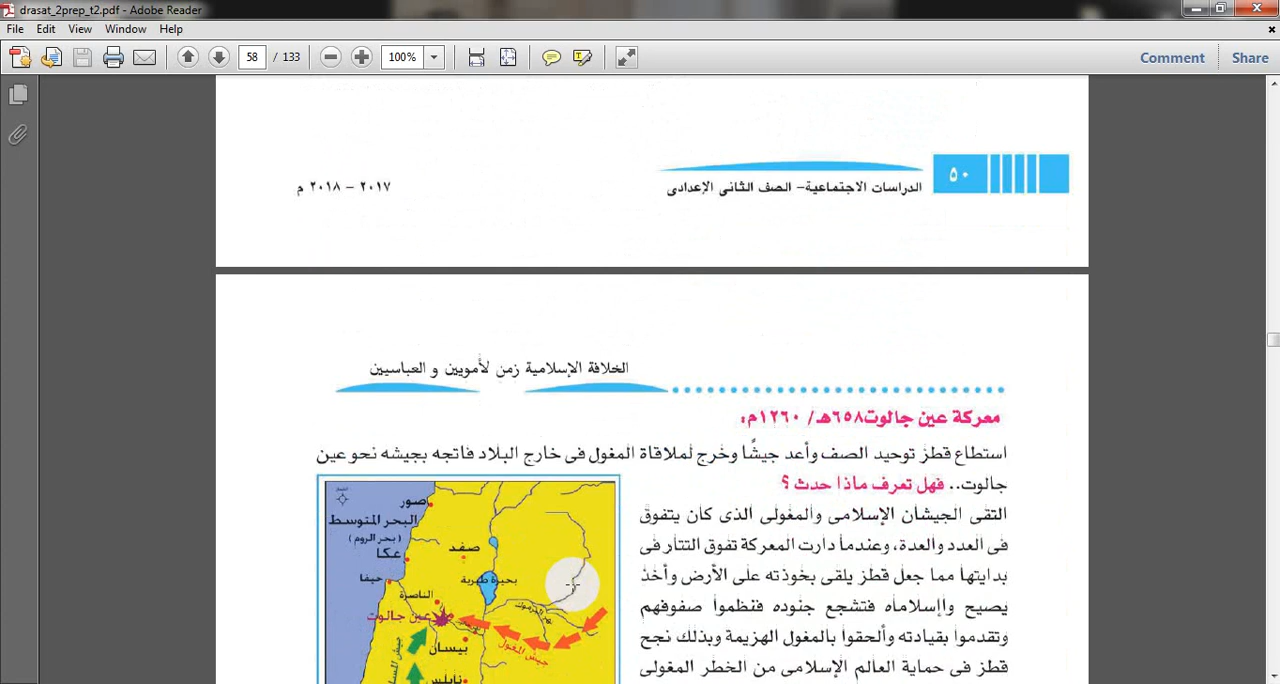 drasat_2prep_t2.pdf - Adobe Reader
File Edit View Window Help
58 / 133 100% Comment Share
٥٠
الدراسات الاجتماعية- الصف الثانى الإعدادى
٢٠١٧ - ٢٠١٨ م
الخلافة الإسلامية زمن لأمويين و العباسيين
معركة عين جالوت٦٥٨هـ/ ١٢٦٠م:
استطاع قطز توحيد الصف وأعد جيشًا وخرج لملاقاة المغول فى خارج البلاد فاتجه بجيشه نحو عين
جالوت.. فهل تعرف ماذا حدث ؟
التقى الجيشان الإسلامى والمغولى الذى كان يتفوق
فى العدد والعدة، وعندما دارت المعركة تفوق التتار فى
بدايتها مما جعل قطز يلقى بخوذته على الأرض وأخذ
يصيح واإسلاماه فتشجع جنوده فنظموا صفوفهم
وتقدموا بقيادته وألحقوا بالمغول الهزيمة وبذلك نجح
قطز فى حماية العالم الإسلامى من الخطر المغولى
صور
البحر المتوسط
(بحر الروم)
صفد
عكا
حيفا
بحيرة طبرية
الناصرة
عين جالوت
جيش المغول
بيسان
نابلس